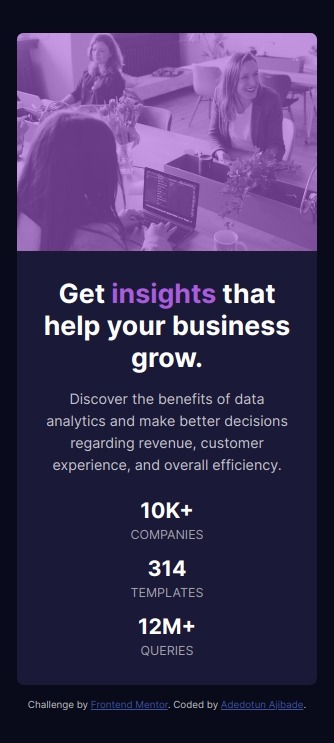 Get insights that
help your business
grow.
Discover the benefits of data
analytics and make better decisions
regarding revenue, customer
experience, and overall efficiency.
10K+
COMPANIES
314
TEMPLATES
12M+
QUERIES
Challenge by Frontend Mentor. Coded by Adedotun Ajibade.